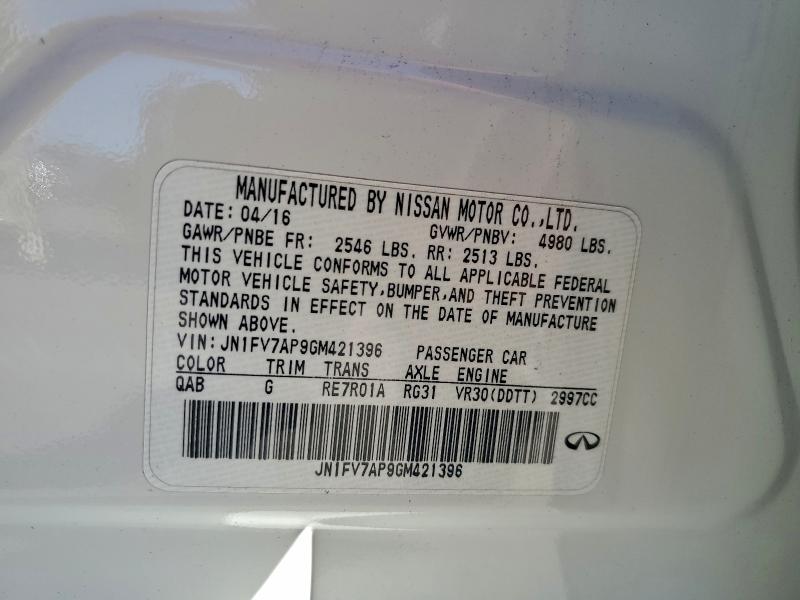 MANUFACTURED BY NISSAN MOTOR CO.,LTD.
DATE: 04/16 GVWR/PNBV: 4980 LBS.
GAWR/PNBE FR: 2546 LBS. RR: 2513 LBS.
THIS VEHICLE CONFORMS TO ALL APPLICABLE FEDERAL
MOTOR VEHICLE SAFETY,BUMPER,AND THEFT PREVENTION
STANDARDS IN EFFECT ON THE DATE OF MANUFACTURE
SHOWN ABOVE.
VIN:JN1FV7AP9GM421396 PASSENGER CAR
COLOR TRIM TRANS AXLE ENGINE
QAB G RE7R01A RG31 VR30(DDTT) 2997CC
JN1FV7AP9GM421396